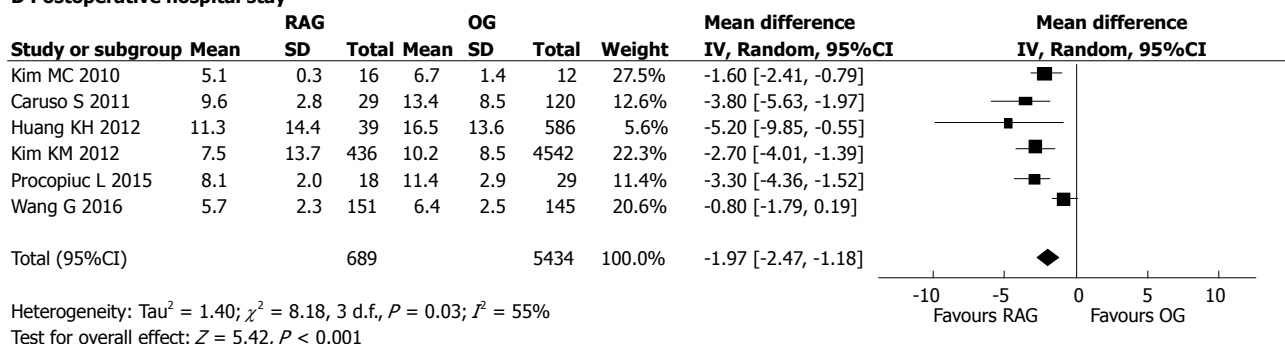 D Postoperative hospital stay
RAG OG Mean difference Mean difference
Study or subgroup Mean SD Total Mean SD Total Weight IV, Random, 95%CI IV, Random, 95%CI
Kim MC 2010 5.1 0.3 16 6.7 1.4 12 27.5% -1.60 [-2.41, -0.79]
Caruso S 2011 9.6 2.8 29 13.4 8.5 120 12.6% -3.80 [-5.63, -1.97]
Huang KH 2012 11.3 14.4 39 16.5 13.6 586 5.6% -5.20 [-9.85, -0.55]
Kim KM 2012 7.5 13.7 436 10.2 8.5 4542 22.3% -2.70 [-4.01, -1.39]
Procopiuc L 2015 8.1 2.0 18 11.4 2.9 29 11.4% -3.30 [-4.36, -1.52]
Wang G 2016 5.7 2.3 151 6.4 2.5 145 20.6% -0.80 [-1.79, 0.19]
Total (95%CI) 689 5434 100.0% -1.97 [-2.47, -1.18]
-10 -5 0 5 10
Heterogeneity: Tau² = 1.40; χ² = 8.18, 3 d.f., P = 0.03; I² = 55%
Favours RAG Favours OG
Test for overall effect: Z = 5.42, P < 0.001